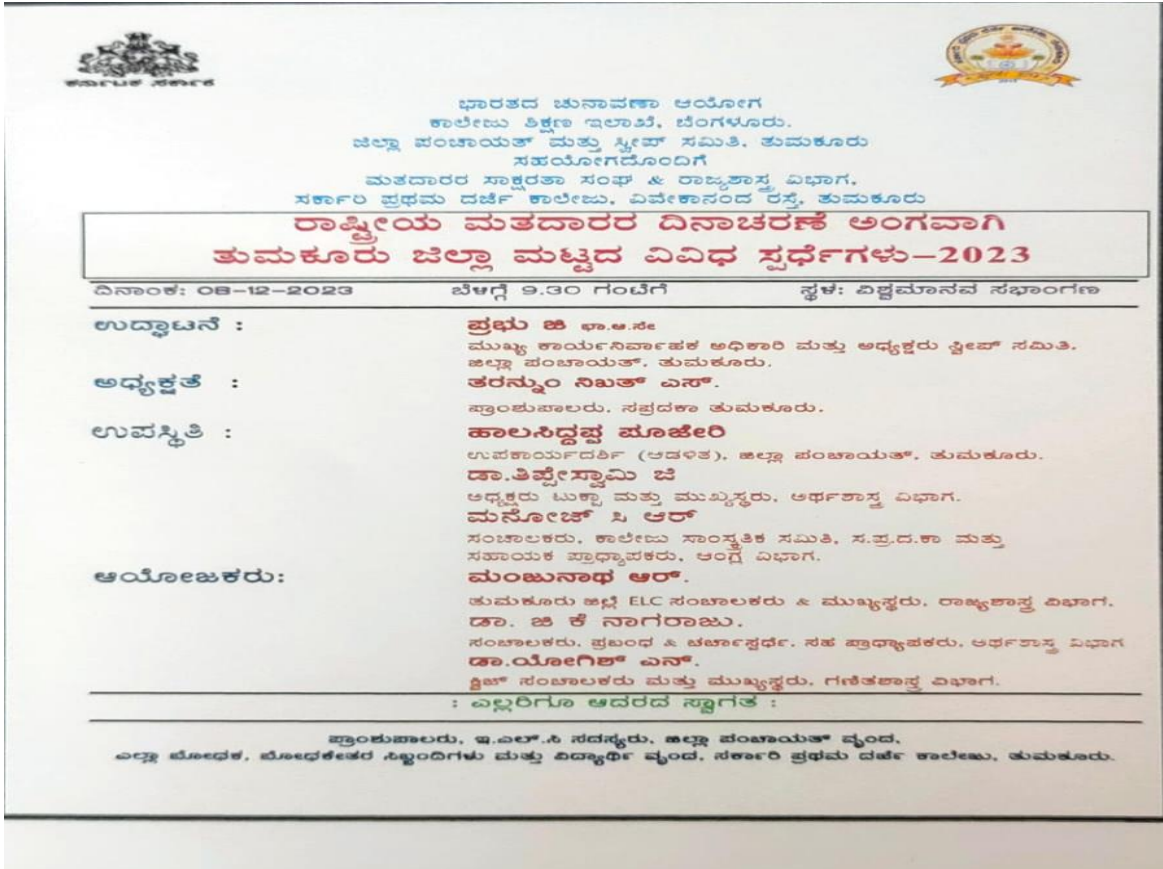 ಕರ್ನಾಟಕ ಸರ್ಕಾರ
ಭಾರತದ ಚುನಾವಣಾ ಆಯೋಗ
ಕಾಲೇಜು ಶಿಕ್ಷಣ ಇಲಾಖೆ, ಬೆಂಗಳೂರು.
ಜಿಲ್ಲಾ ಪಂಚಾಯತ್ ಮತ್ತು ಸ್ವೀಪ್ ಸಮಿತಿ, ತುಮಕೂರು
ಸಹಯೋಗದೊಂದಿಗೆ
ಮತದಾರರ ಸಾಕ್ಷರತಾ ಸಂಘ & ರಾಜ್ಯಶಾಸ್ತ್ರ ವಿಭಾಗ,
ಸರ್ಕಾರಿ ಪ್ರಥಮ ದರ್ಜೆ ಕಾಲೇಜು, ವಿವೇಕಾನಂದ ರಸ್ತೆ, ತುಮಕೂರು
ರಾಷ್ಟ್ರೀಯ ಮತದಾರರ ದಿನಾಚರಣೆ ಅಂಗವಾಗಿ
ತುಮಕೂರು ಜಿಲ್ಲಾ ಮಟ್ಟದ ವಿವಿಧ ಸ್ಪರ್ಧೆಗಳು-2023
ದಿನಾಂಕ: 08-12-2023 ಬೆಳಗ್ಗೆ 9.30 ಗಂಟೆಗೆ ಸ್ಥಳ: ವಿಶ್ವಮಾನವ ಸಭಾಂಗಣ
ಉದ್ಘಾಟನೆ : ಪ್ರಭು ಜಿ ಭಾ.ಆ.ಸೇ
ಮುಖ್ಯ ಕಾರ್ಯನಿರ್ವಾಹಕ ಅಧಿಕಾರಿ ಮತ್ತು ಅಧ್ಯಕ್ಷರು ಸ್ವೀಪ್ ಸಮಿತಿ,
ಜಿಲ್ಲಾ ಪಂಚಾಯತ್, ತುಮಕೂರು.
ಅಧ್ಯಕ್ಷತೆ : ತರನ್ನುಂ ನಿಖತ್ ಎಸ್.
ಪ್ರಾಂಶುಪಾಲರು, ಸಪ್ರದಕಾ ತುಮಕೂರು.
ಉಪಸ್ಥಿತಿ : ಹಾಲಸಿದ್ದಪ್ಪ ಪೂಜೇರಿ
ಉಪಕಾರ್ಯದರ್ಶಿ (ಆಡಳಿತ), ಜಿಲ್ಲಾ ಪಂಚಾಯತ್, ತುಮಕೂರು.
ಡಾ.ತಿಪ್ಪೇಸ್ವಾಮಿ ಜಿ
ಅಧ್ಯಕ್ಷರು ಟುಕ್ಟಾ ಮತ್ತು ಮುಖ್ಯಸ್ಥರು, ಅರ್ಥಶಾಸ್ತ್ರ ವಿಭಾಗ.
ಮನೋಜ್ ಸಿ ಆರ್
ಸಂಚಾಲಕರು, ಕಾಲೇಜು ಸಾಂಸ್ಕೃತಿಕ ಸಮಿತಿ, ಸ.ಪ್ರ.ದ.ಕಾ ಮತ್ತು
ಸಹಾಯಕ ಪ್ರಾಧ್ಯಾಪಕರು, ಆಂಗ್ಲ ವಿಭಾಗ.
ಆಯೋಜಕರು: ಮಂಜುನಾಥ ಆರ್.
ತುಮಕೂರು ಜಿಲ್ಲೆ ELC ಸಂಚಾಲಕರು & ಮುಖ್ಯಸ್ಥರು, ರಾಜ್ಯಶಾಸ್ತ್ರ ವಿಭಾಗ,
ಡಾ. ಜಿ ಕೆ ನಾಗರಾಜು.
ಸಂಚಾಲಕರು, ಪ್ರಬಂಧ & ಚರ್ಚಾಸ್ಪರ್ಧೆ, ಸಹ ಪ್ರಾಧ್ಯಾಪಕರು, ಅರ್ಥಶಾಸ್ತ್ರ ವಿಭಾಗ
ಡಾ.ಯೋಗಿಶ್ ಎನ್.
ಕ್ವಿಜ್ ಸಂಚಾಲಕರು ಮತ್ತು ಮುಖ್ಯಸ್ಥರು, ಗಣಿತಶಾಸ್ತ್ರ ವಿಭಾಗ.
: ಎಲ್ಲರಿಗೂ ಆದರದ ಸ್ವಾಗತ :
ಪ್ರಾಂಶುಪಾಲರು, ಇ.ಎಲ್.ಸಿ ಸದಸ್ಯರು, ಜಿಲ್ಲಾ ಪಂಚಾಯತ್ ವೃಂದ,
ಎಲ್ಲಾ ಬೋಧಕ, ಬೋಧಕೇತರ ಸಿಬ್ಬಂದಿಗಳು ಮತ್ತು ವಿದ್ಯಾರ್ಥಿ ವೃಂದ, ಸರ್ಕಾರಿ ಪ್ರಥಮ ದರ್ಜೆ ಕಾಲೇಜು, ತುಮಕೂರು.